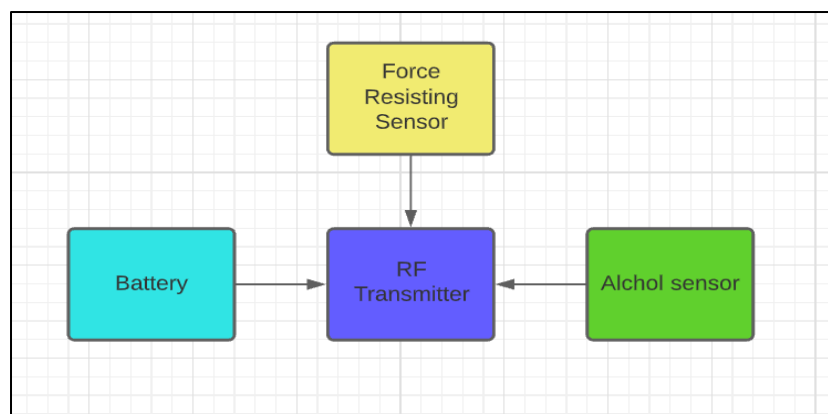 Force
Resisting
Sensor
Battery
RF
Transmitter
Alchol sensor